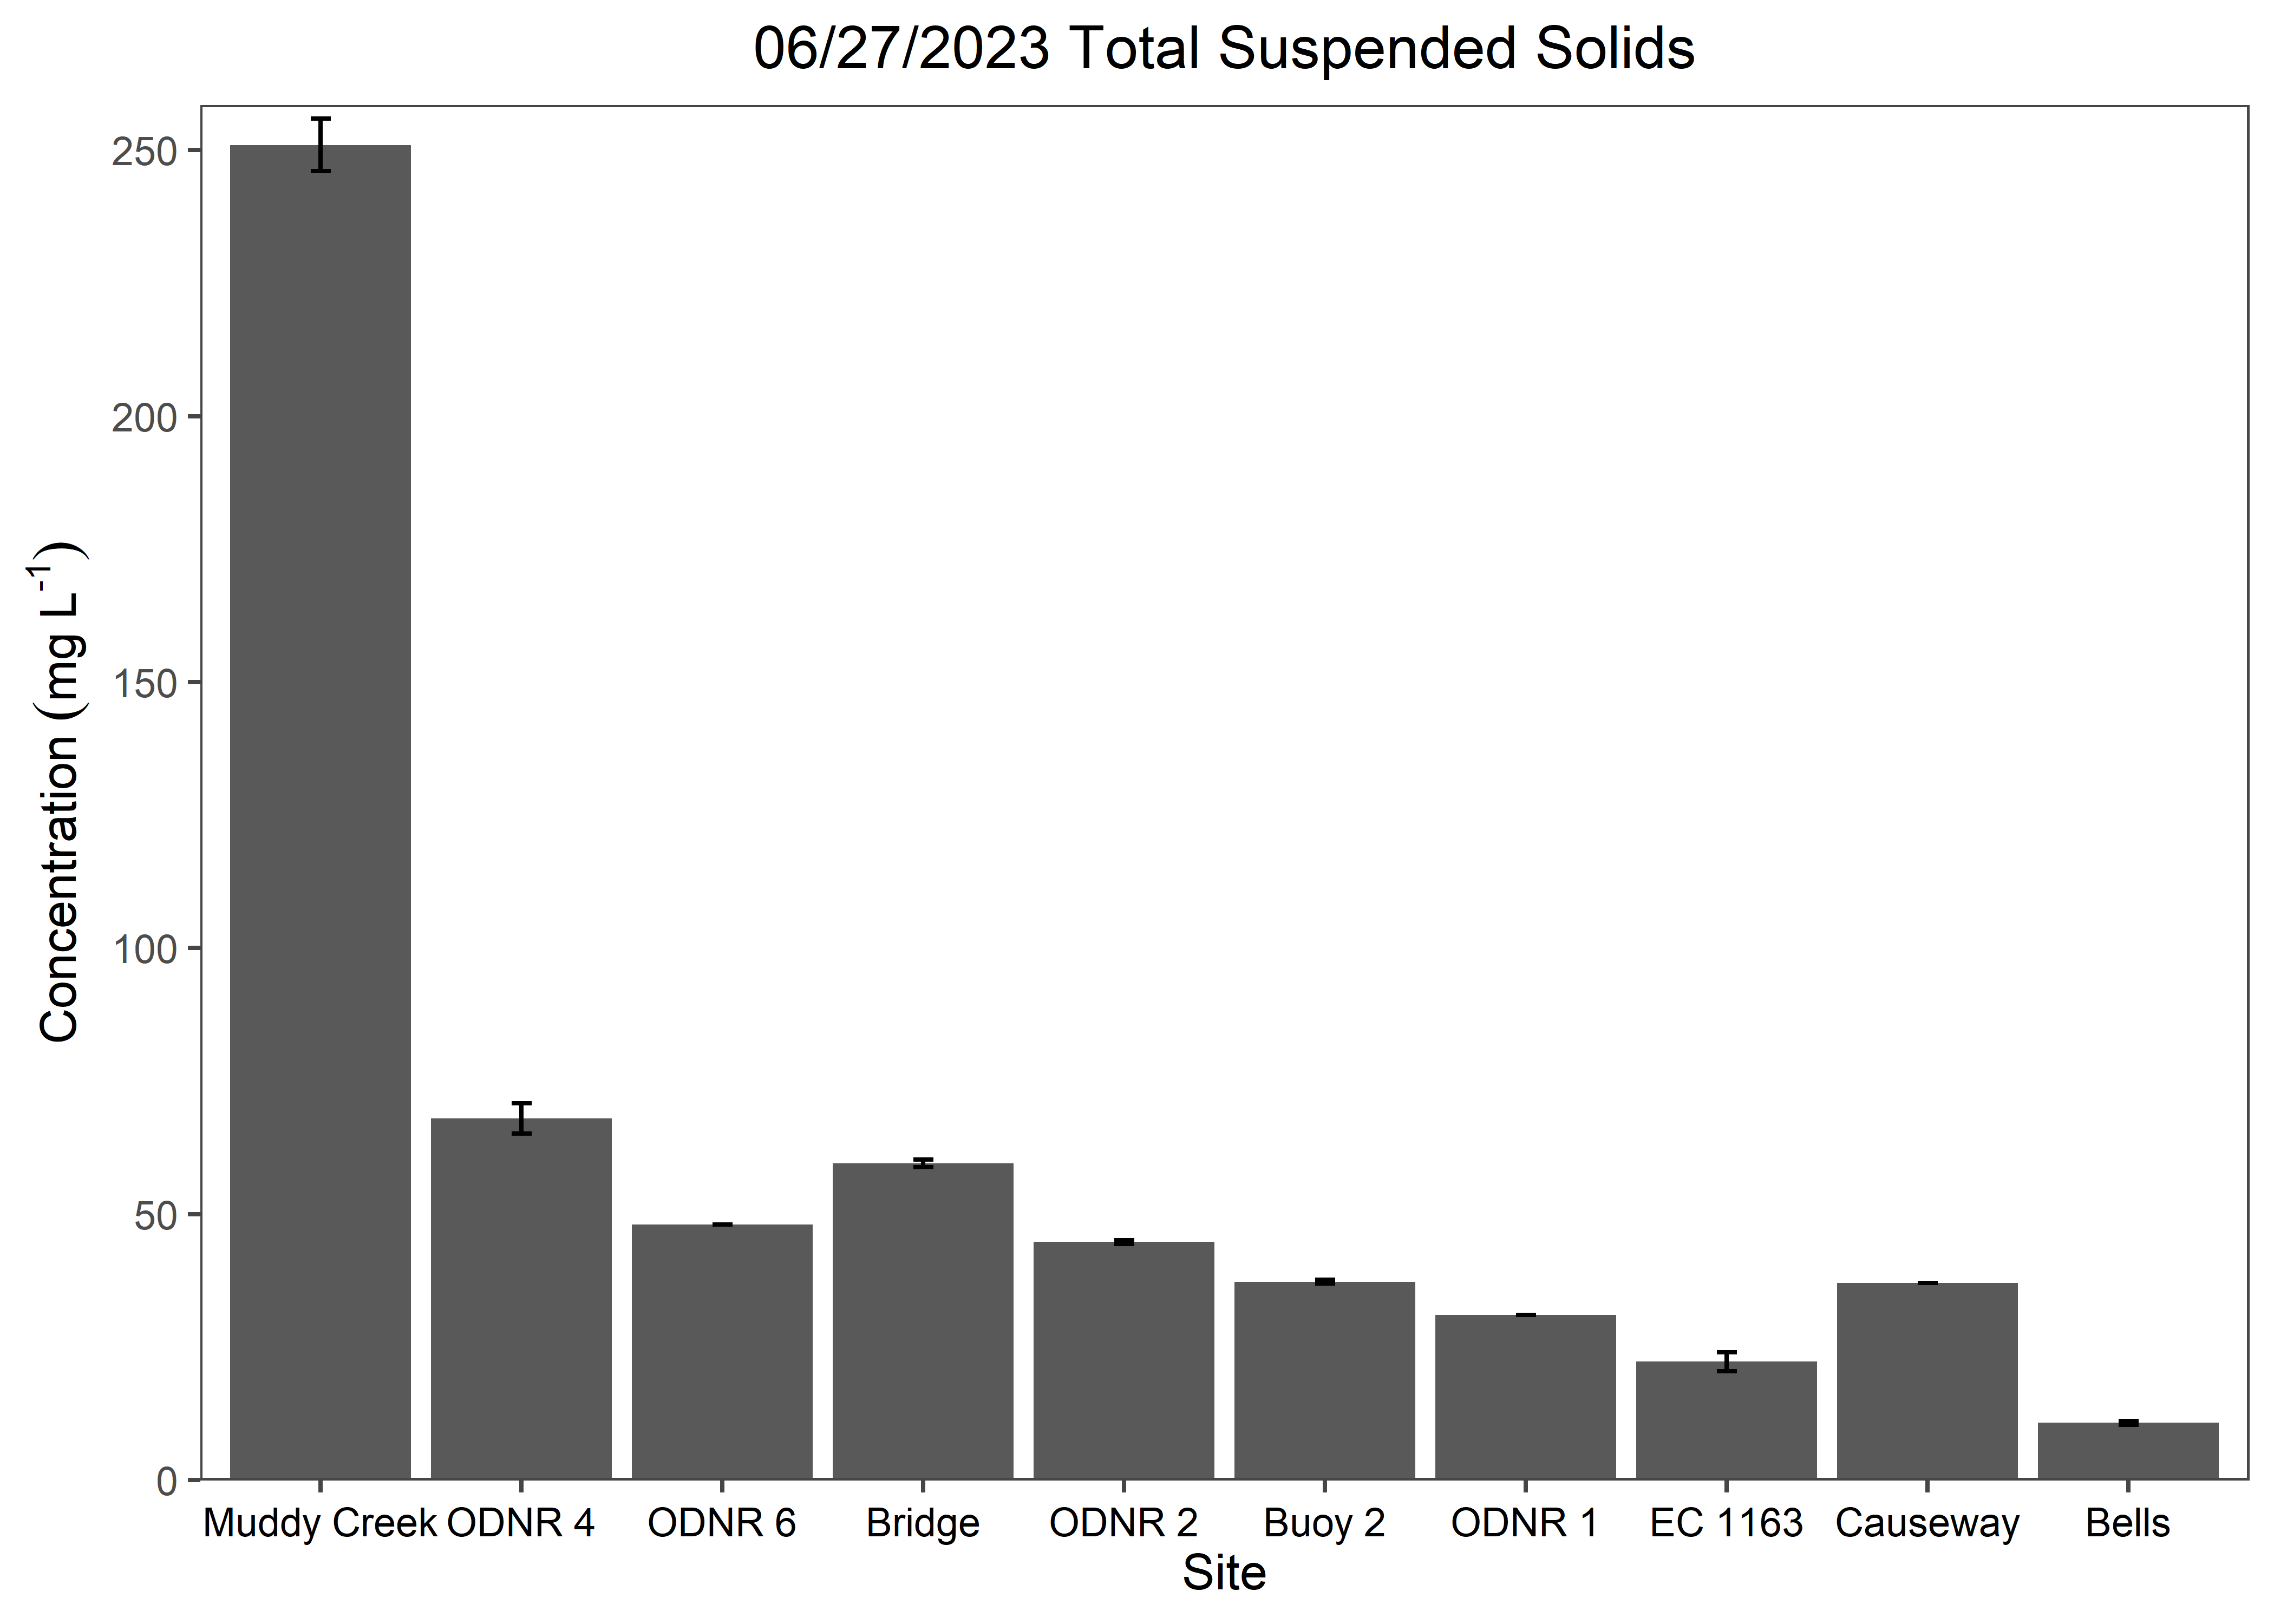 06/27/2023 Total Suspended Solids
Concentration (mg L⁻¹)
250
200
150
100
50
0
Muddy Creek ODNR 4 ODNR 6 Bridge ODNR 2 Buoy 2 ODNR 1 EC 1163 Causeway Bells
Site